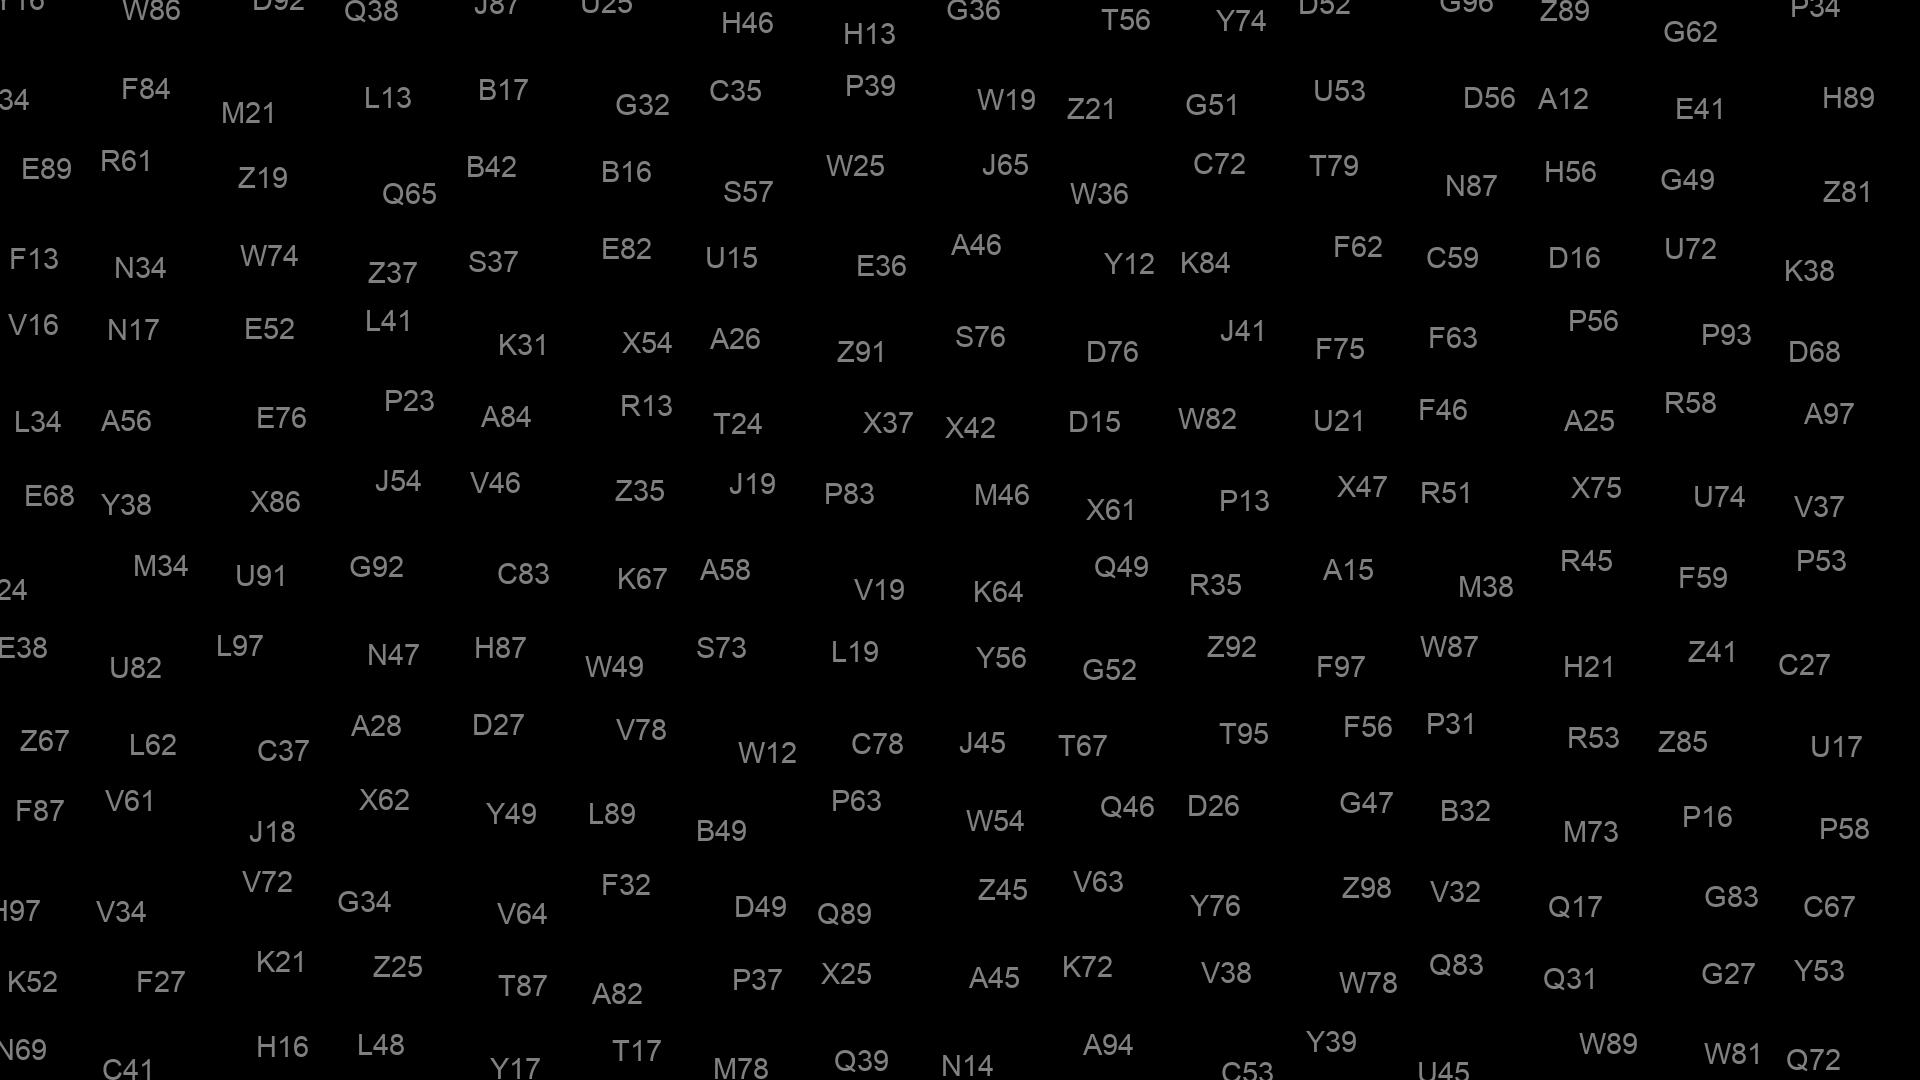 Y16 W86 D92 Q38 J87 U25 H46 H13 G36 T56 Y74 D52 G96 Z89 G62 P34
34 F84 M21 L13 B17 G32 C35 P39 W19 Z21 G51 U53 D56 A12 E41 H89
E89 R61 Z19 Q65 B42 B16 S57 W25 J65 W36 C72 T79 N87 H56 G49 Z81
F13 N34 W74 Z37 S37 E82 U15 E36 A46 Y12 K84 F62 C59 D16 U72 K38
V16 N17 E52 L41 K31 X54 A26 Z91 S76 D76 J41 F75 F63 P56 P93 D68
L34 A56 E76 P23 A84 R13 T24 X37 X42 D15 W82 U21 F46 A25 R58 A97
E68 Y38 X86 J54 V46 Z35 J19 P83 M46 X61 P13 X47 R51 X75 U74 V37
24 M34 U91 G92 C83 K67 A58 V19 K64 Q49 R35 A15 M38 R45 F59 P53
E38 U82 L97 N47 H87 W49 S73 L19 Y56 G52 Z92 F97 W87 H21 Z41 C27
Z67 L62 C37 A28 D27 V78 W12 C78 J45 T67 T95 F56 P31 R53 Z85 U17
F87 V61 J18 X62 Y49 L89 B49 P63 W54 Q46 D26 G47 B32 M73 P16 P58
H97 V34 V72 G34 V64 F32 D49 Q89 Z45 V63 Y76 Z98 V32 Q17 G83 C67
K52 F27 K21 Z25 T87 A82 P37 X25 A45 K72 V38 W78 Q83 Q31 G27 Y53
N69 C41 H16 L48 Y17 T17 M78 Q39 N14 A94 C53 Y39 U45 W89 W81 Q72